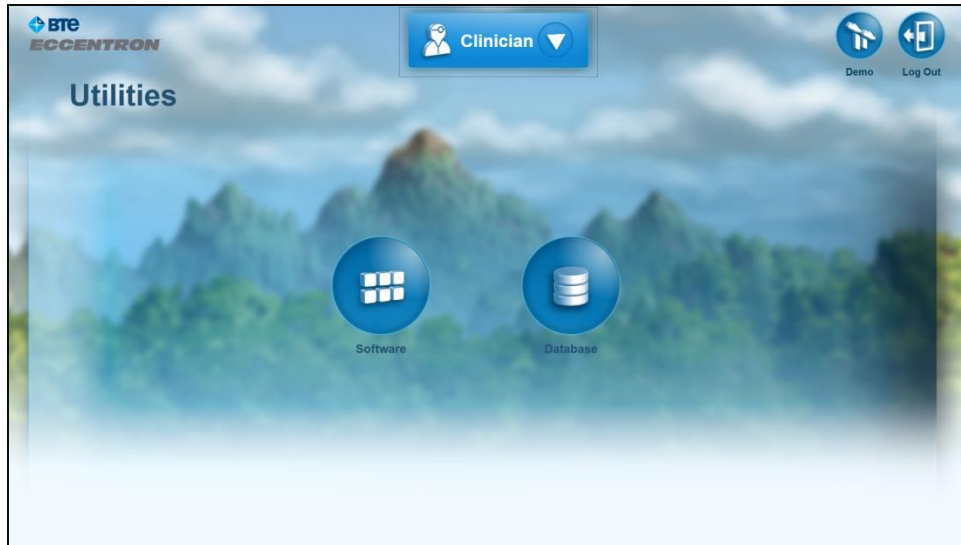 BTE
ECCENTRON
Clinician
Demo
Log Out
Utilities
Software
Database